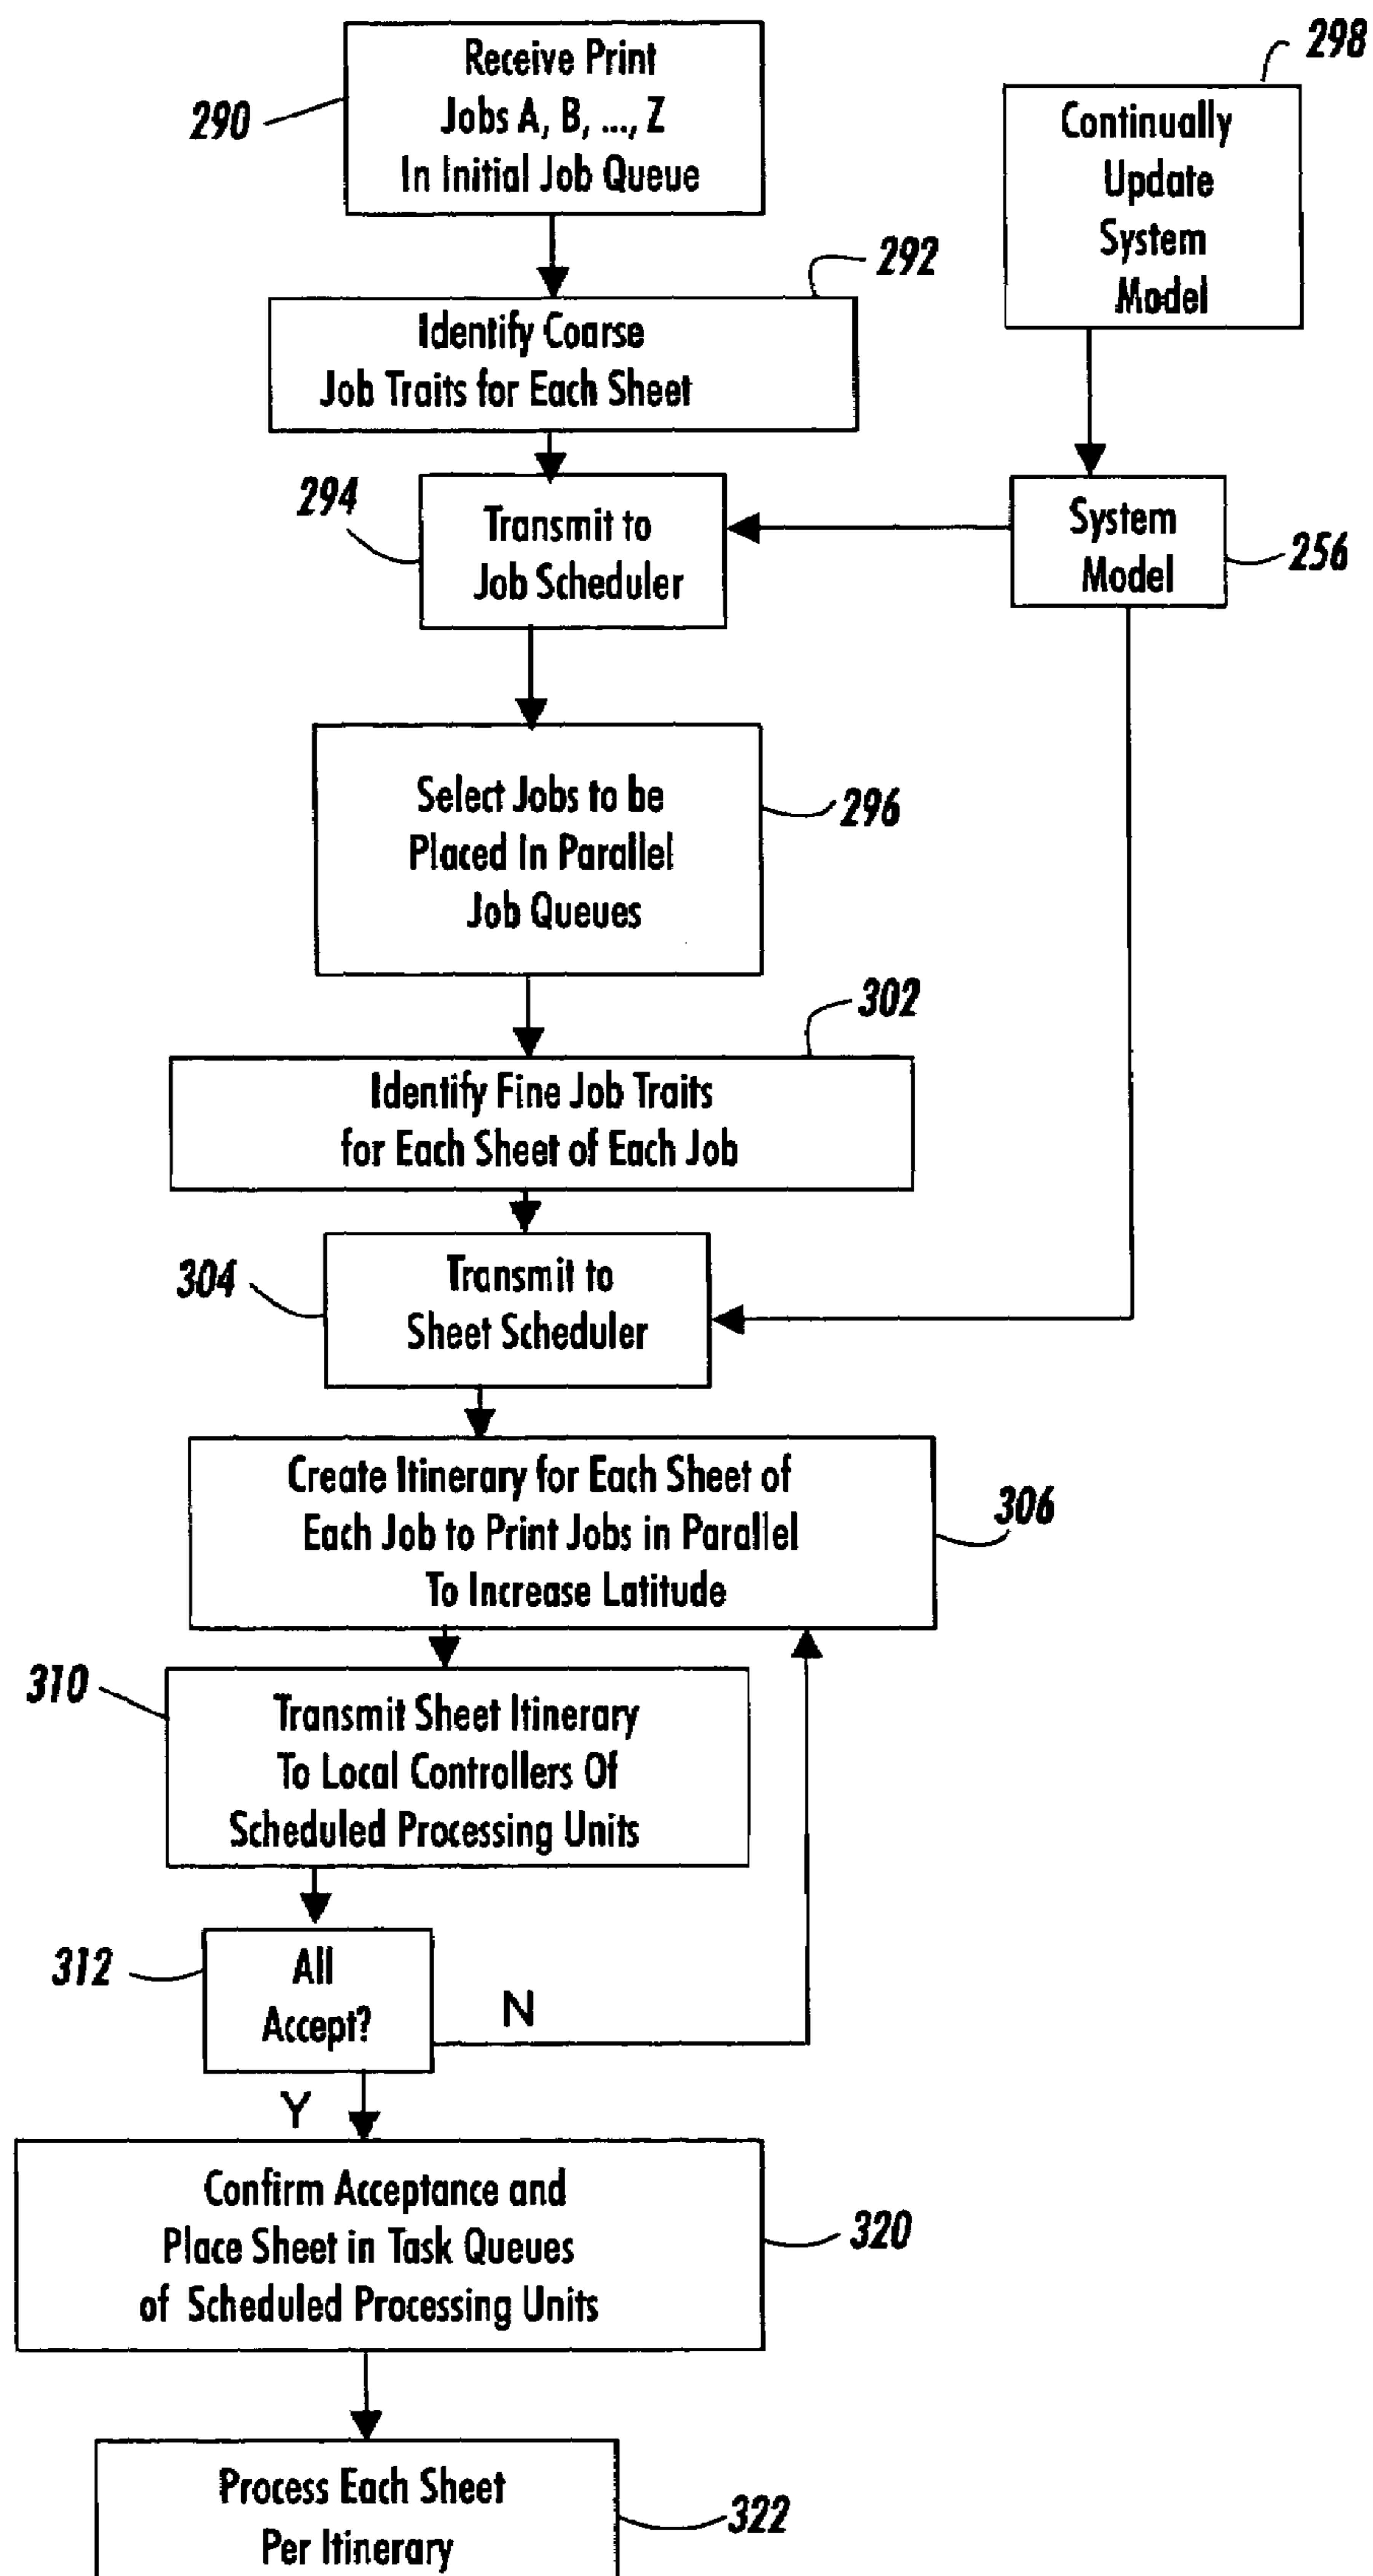 298
Receive Print
Jobs A, B, ..., Z
In Initial Job Queue
290
Continually
Update
System
Model
292
Identify Coarse
Job Traits for Each Sheet
294
Transmit to
Job Scheduler
System
Model
256
Select Jobs to be
Placed In Parallel
Job Queues
296
302
Identify Fine Job Traits
for Each Sheet of Each Job
304
Transmit to
Sheet Scheduler
Create Itinerary for Each Sheet of
Each Job to Print Jobs in Parallel
To Increase Latitude
306
310
Transmit Sheet Itinerary
To Local Controllers Of
Scheduled Processing Units
312
All
Accept?
N
Y
Confirm Acceptance and
Place Sheet in Task Queues
of Scheduled Processing Units
320
Process Each Sheet
Per Itinerary
322